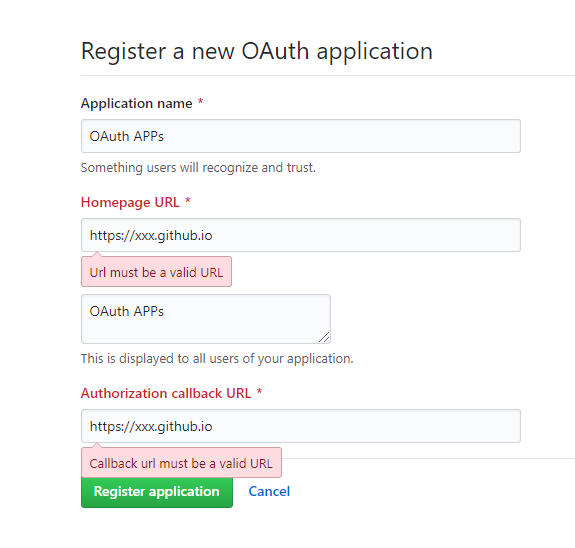 Register a new OAuth application
Application name *
OAuth APPs
Something users will recognize and trust.
Homepage URL *
https://xxx.github.io
Url must be a valid URL
OAuth APPs
This is displayed to all users of your application.
Authorization callback URL *
https://xxx.github.io
Callback url must be a valid URL
Register application Cancel